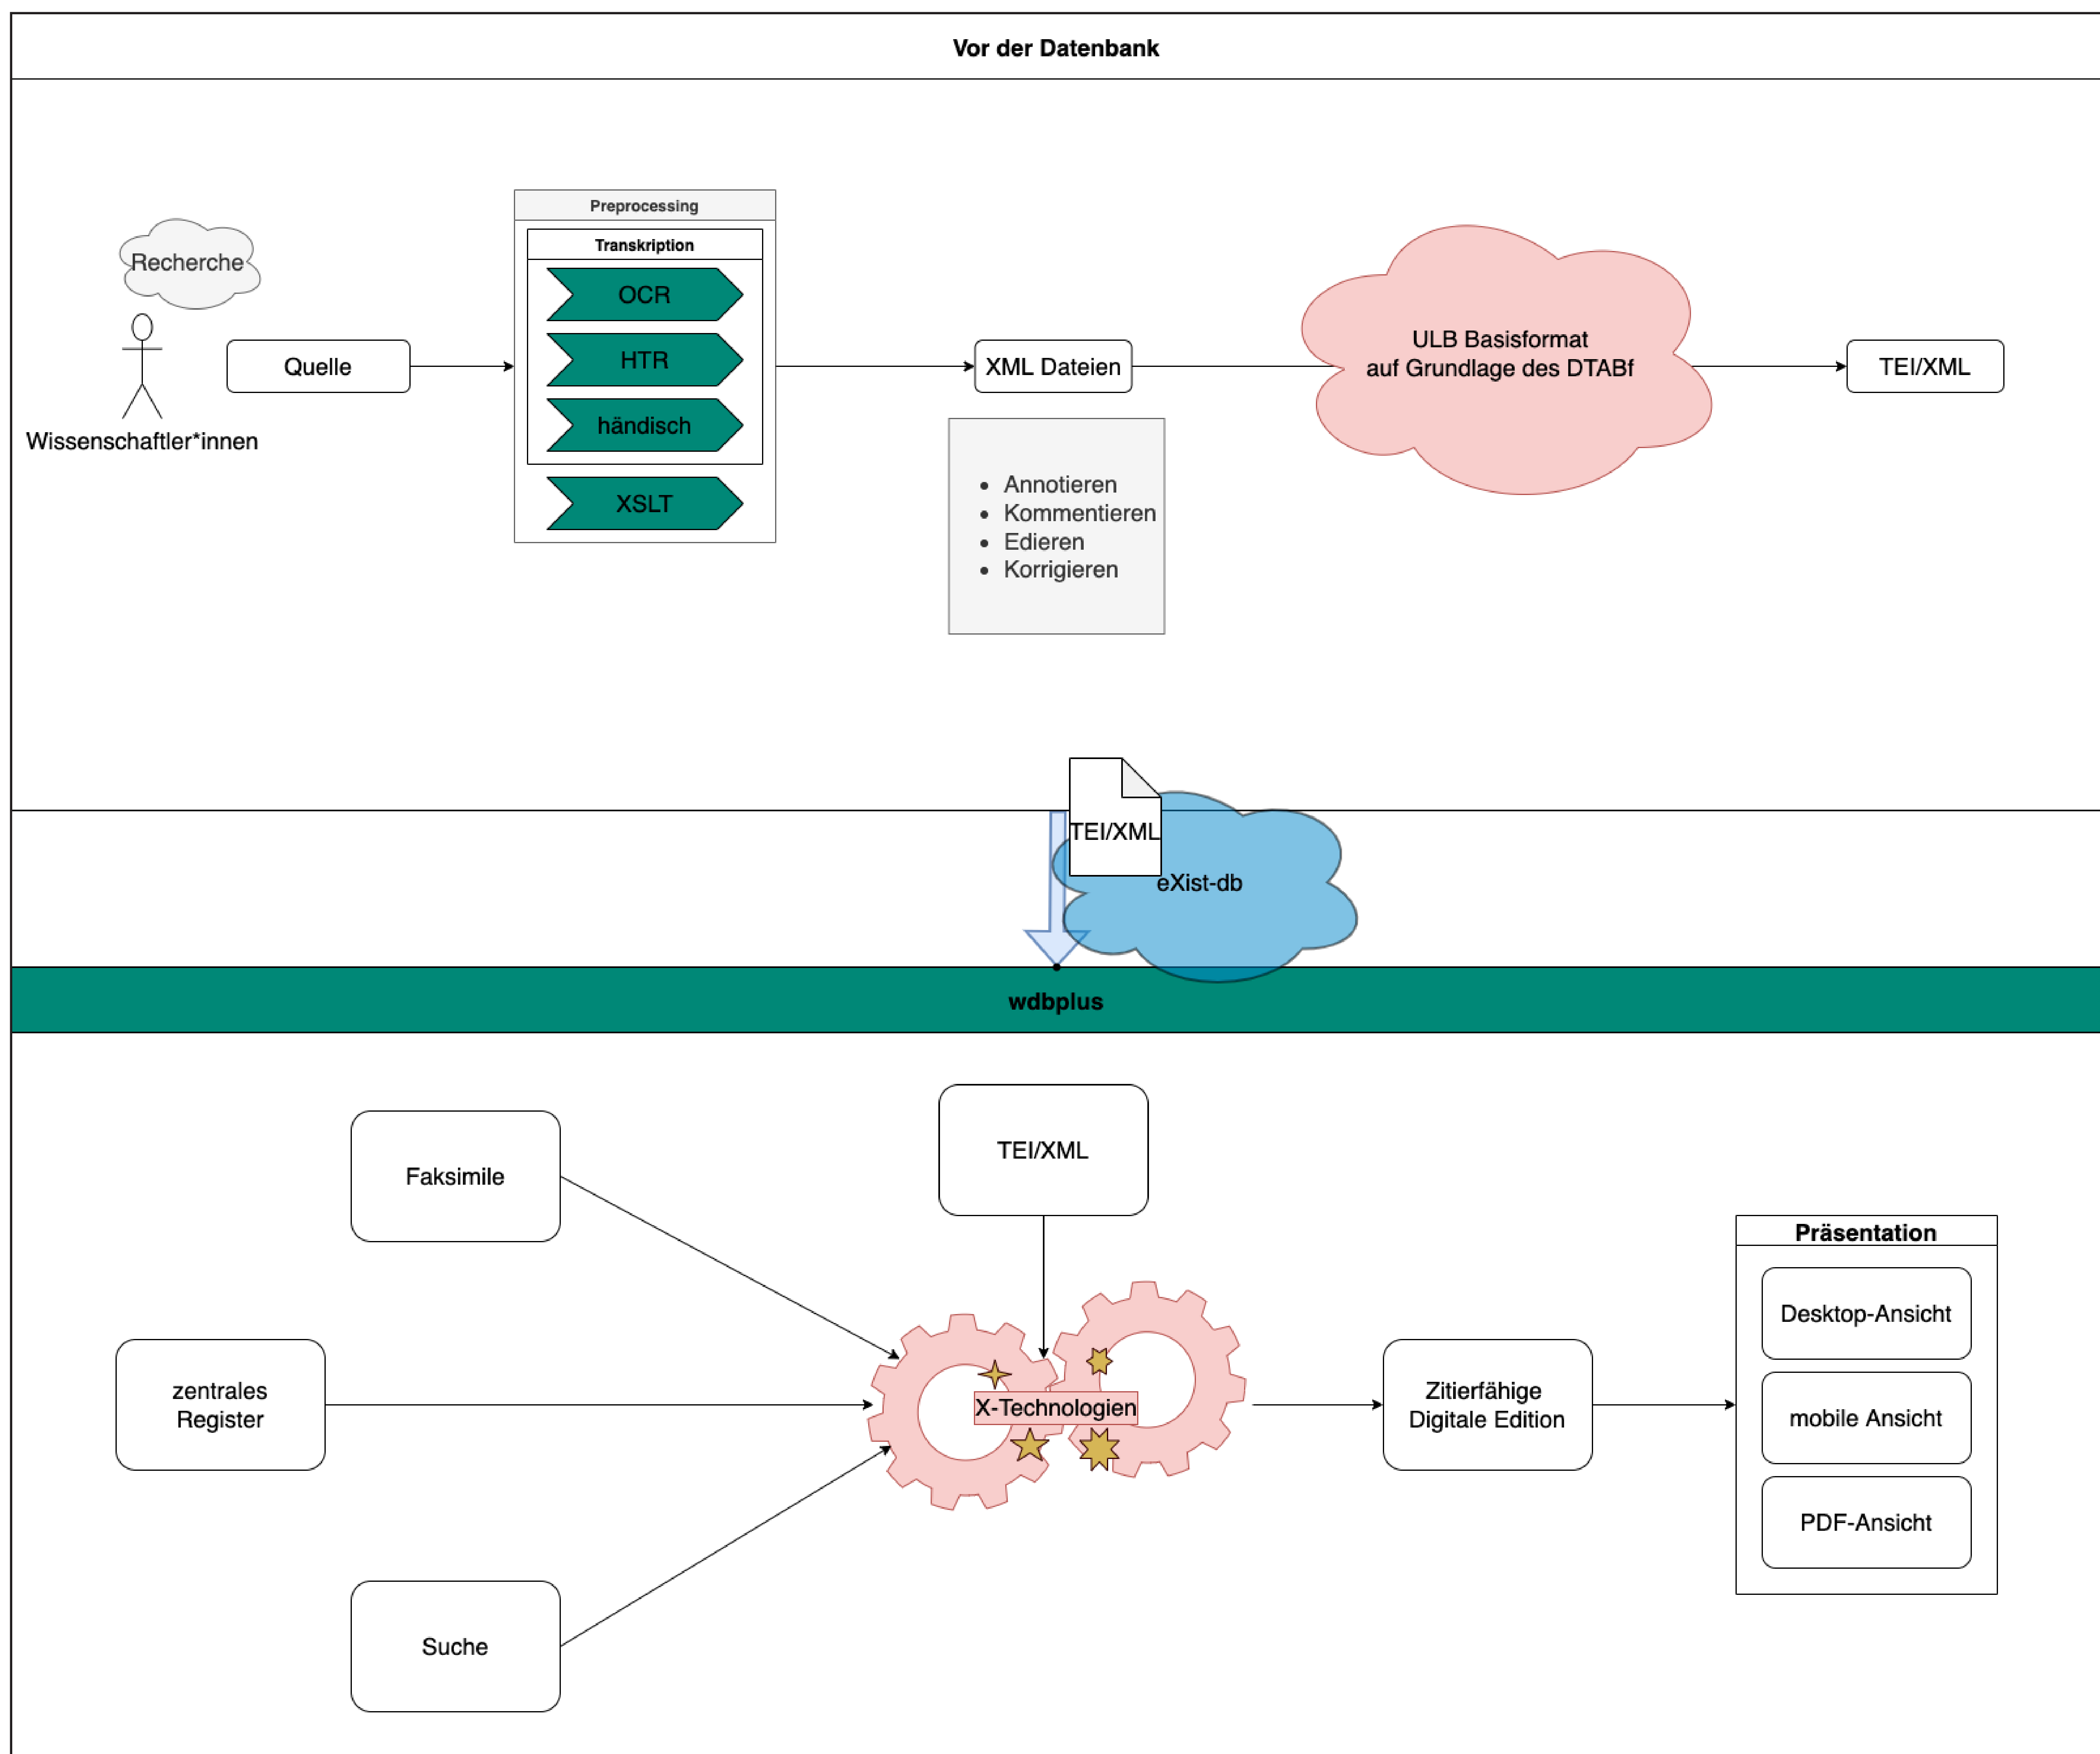 Vor der Datenbank
Recherche
Wissenschaftler*innen
Quelle
Preprocessing
Transkription
OCR
HTR
händisch
XSLT
XML Dateien
• Annotieren
• Kommentieren
• Edieren
• Korrigieren
ULB Basisformat
auf Grundlage des DTABf
TEI/XML
TEI/XML
eXist-db
wdbplus
Faksimile
TEI/XML
zentrales
Register
Suche
X-Technologien
Zitierfähige
Digitale Edition
Präsentation
Desktop-Ansicht
mobile Ansicht
PDF-Ansicht